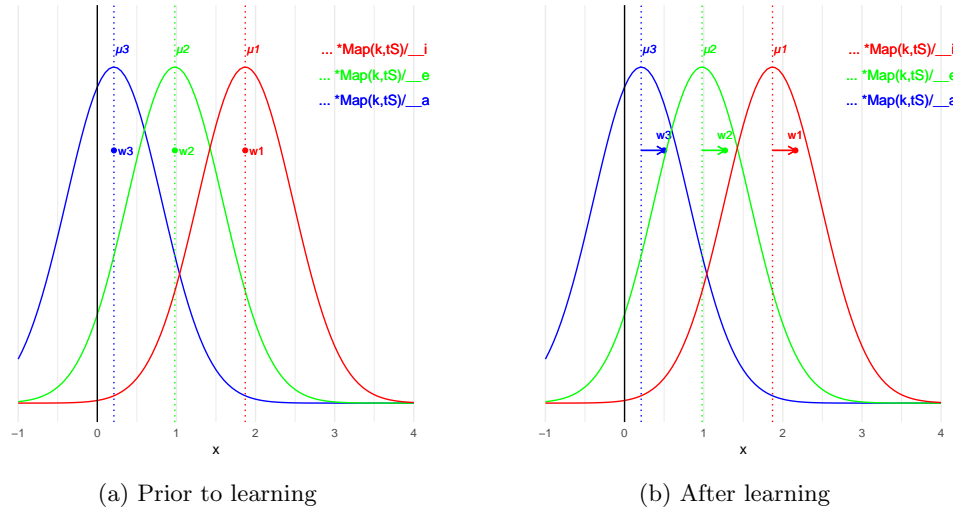 μ3 μ2 μ1
... *Map(k,tS)/__i
... *Map(k,tS)/__e
... *Map(k,tS)/__a
w3 w2 w1
−1 0 1 2 3 4
x
(a) Prior to learning
μ3 μ2 μ1
... *Map(k,tS)/__i
... *Map(k,tS)/__e
... *Map(k,tS)/__a
w3 w2 w1
−1 0 1 2 3 4
x
(b) After learning